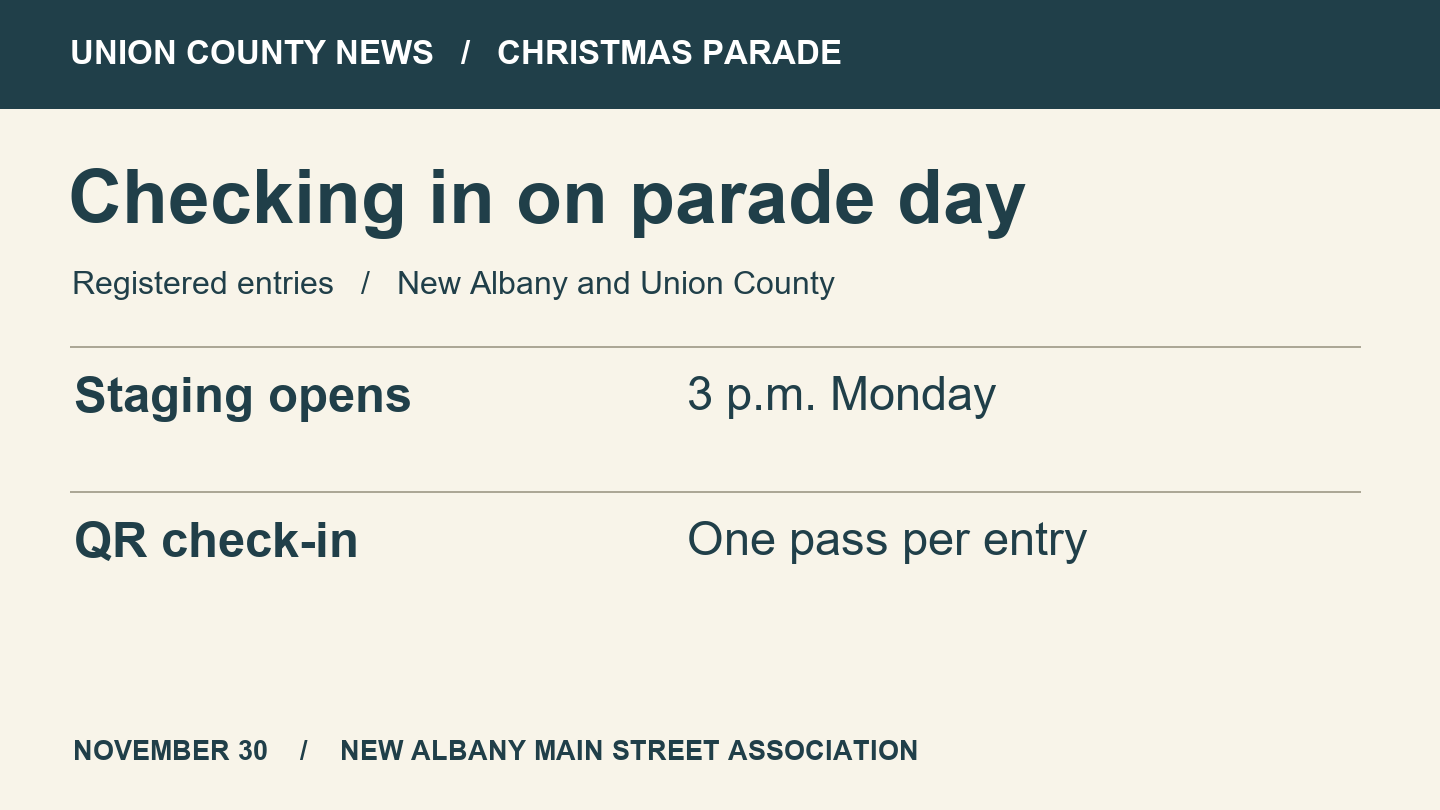 UNION COUNTY NEWS / CHRISTMAS PARADE
Checking in on parade day
Registered entries / New Albany and Union County
Staging opens 3 p.m. Monday
QR check-in One pass per entry
NOVEMBER 30 / NEW ALBANY MAIN STREET ASSOCIATION